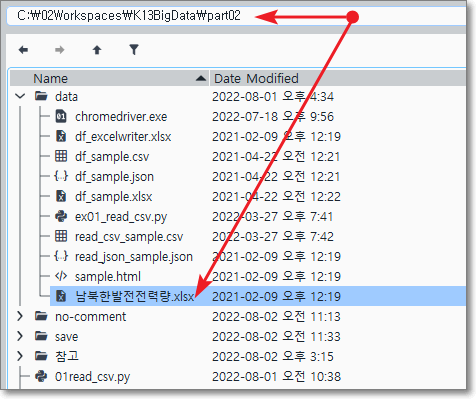 C:₩02Workspaces₩K13BigData₩part02
Name Date Modified
data 2022-08-01 오후 4:34
chromedriver.exe 2022-07-18 오후 9:56
df_excelwriter.xlsx 2021-02-09 오후 12:19
df_sample.csv 2021-04-22 오전 12:21
df_sample.json 2021-04-22 오전 12:21
df_sample.xlsx 2021-04-22 오전 12:22
ex01_read_csv.py 2022-03-27 오후 7:41
read_csv_sample.csv 2022-03-27 오후 7:42
read_json_sample.json 2021-02-09 오후 12:19
sample.html 2021-02-09 오후 12:19
남북한발전전력량.xlsx 2021-02-09 오후 12:19
no-comment 2022-08-02 오전 11:13
save 2022-08-02 오전 11:33
참고 2022-08-02 오후 3:15
01read_csv.py 2022-08-01 오전 10:38